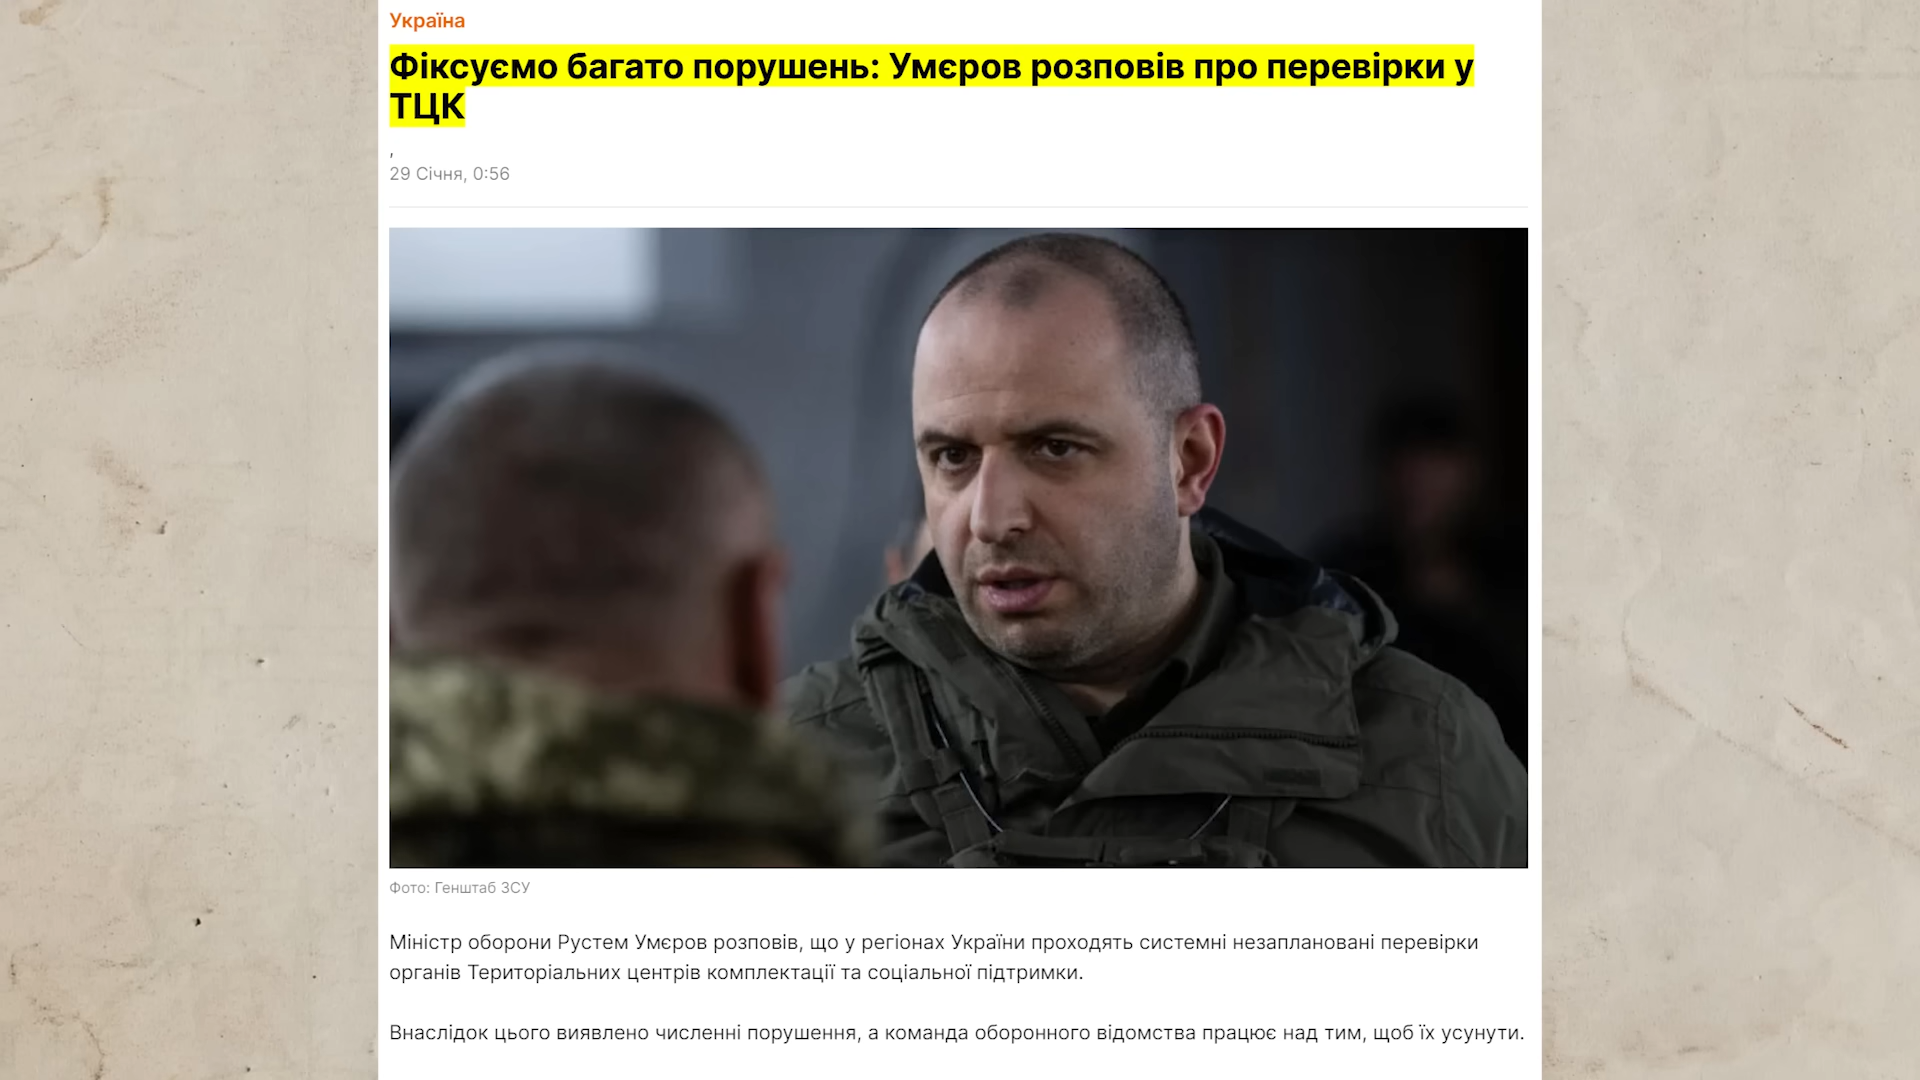 Україна
Фіксуємо багато порушень: Умєров розповів про перевірки у
ТЦК
,
29 Січня, 0:56
Фото: Генштаб ЗСУ
Міністр оборони Рустем Умєров розповів, що у регіонах України проходять системні незаплановані перевірки
органів Територіальних центрів комплектації та соціальної підтримки.
Внаслідок цього виявлено численні порушення, а команда оборонного відомства працює над тим, щоб їх усунути.